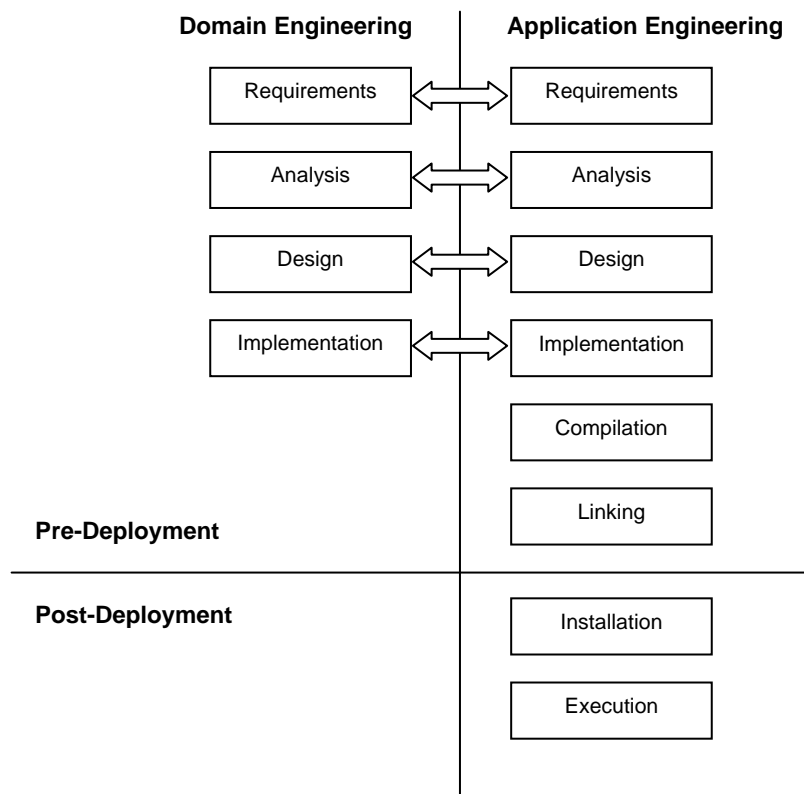 Domain Engineering
Application Engineering
Requirements
Requirements
Analysis
Analysis
Design
Design
Implementation
Implementation
Compilation
Linking
Pre-Deployment
Post-Deployment
Installation
Execution